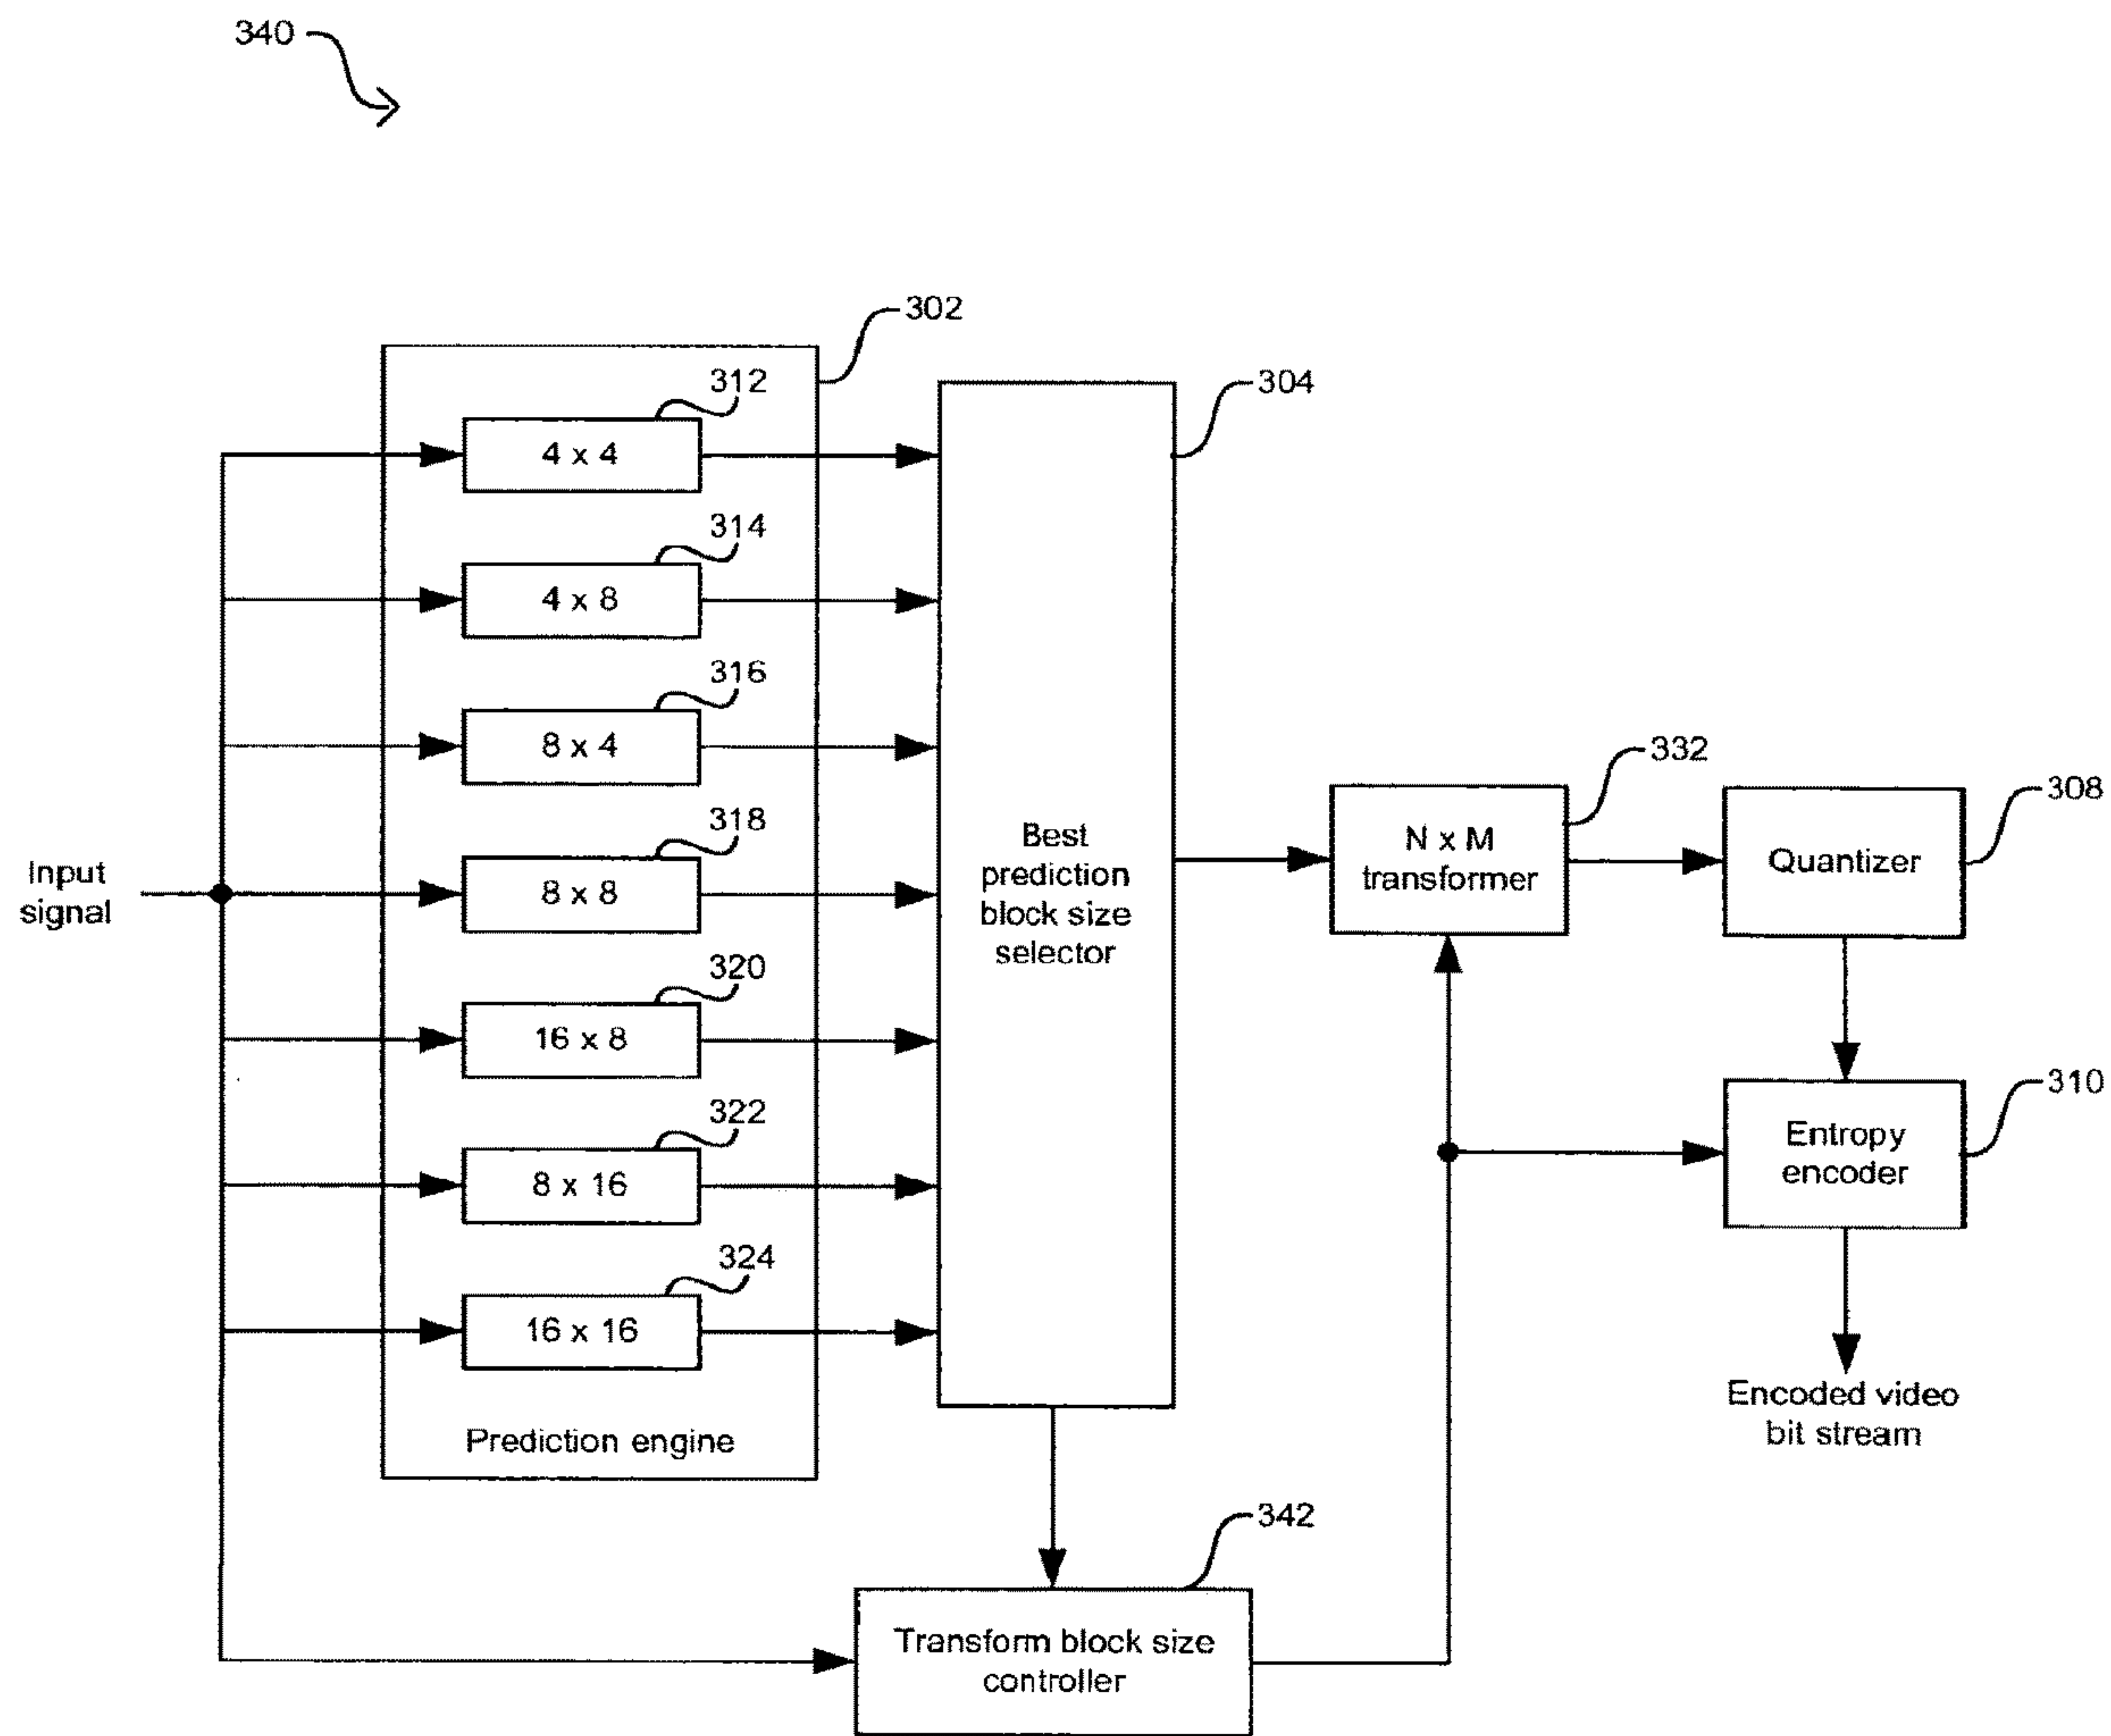 340
302
312
304
4 x 4
314
4 x 8
316
8 x 4
332
308
318
Best
prediction
block size
selector
N x M
transformer
Quantizer
Input
signal
8 x 8
320
16 x 8
310
322
Entropy
encoder
8 x 16
324
16 x 16
Encoded video
bit stream
Prediction engine
342
Transform block size
controller